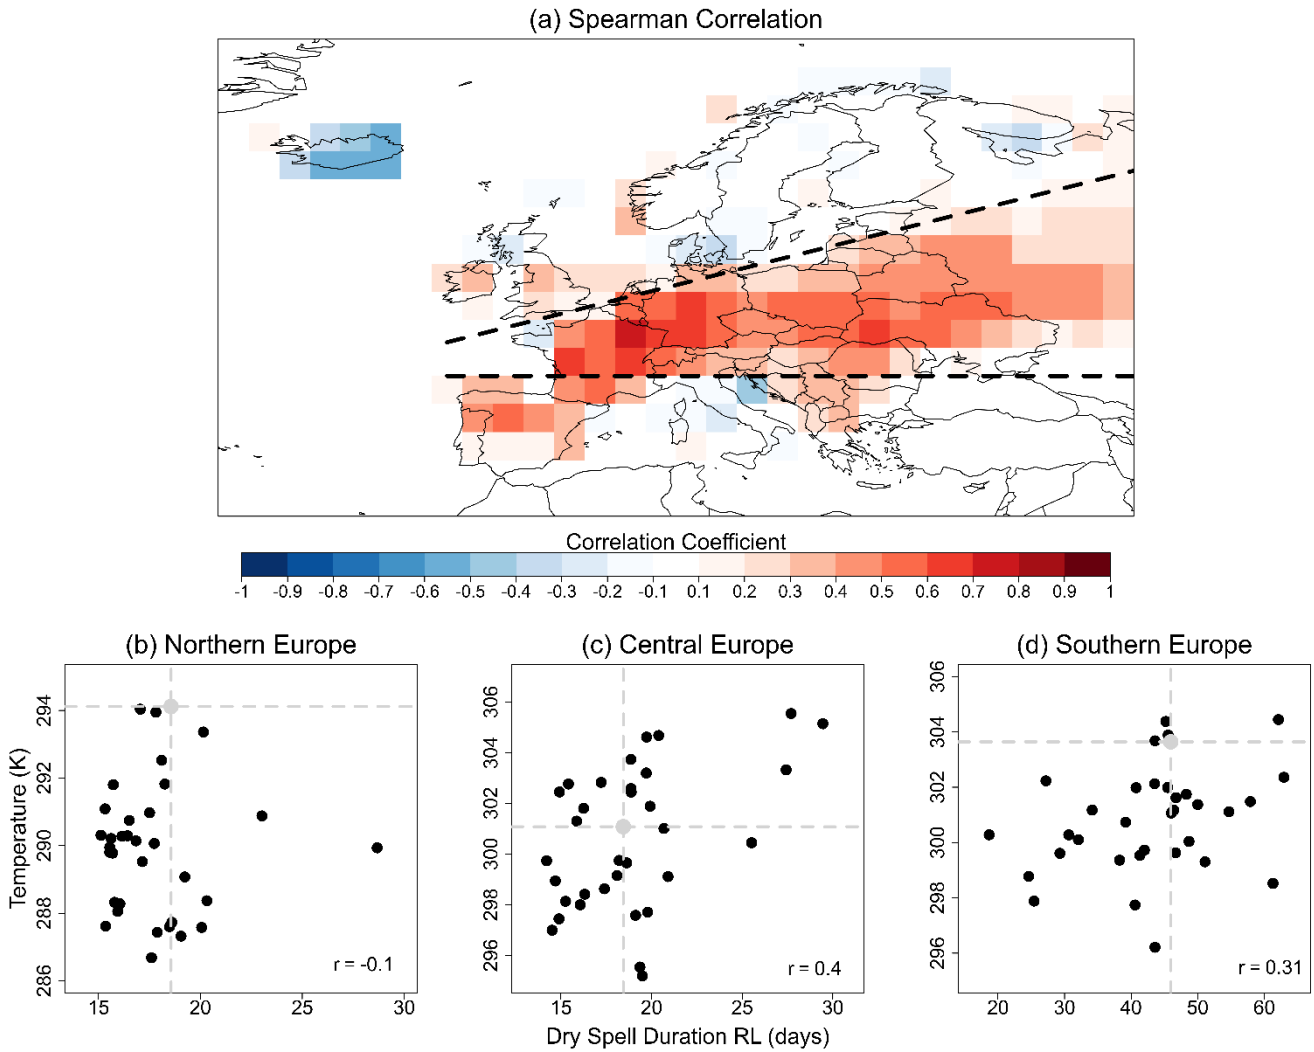 (a) Spearman Correlation
Correlation Coefficient
-1 -0.9 -0.8 -0.7 -0.6 -0.5 -0.4 -0.3 -0.2 -0.1 0.1 0.2 0.3 0.4 0.5 0.6 0.7 0.8 0.9 1
(b) Northern Europe
(c) Central Europe
(d) Southern Europe
Temperature (K)
294
292
290
288
286
r = -0.1
15 20 25 30
306
304
302
300
298
296
r = 0.4
15 20 25 30
306
304
302
300
298
296
r = 0.31
20 30 40 50 60
Dry Spell Duration RL (days)